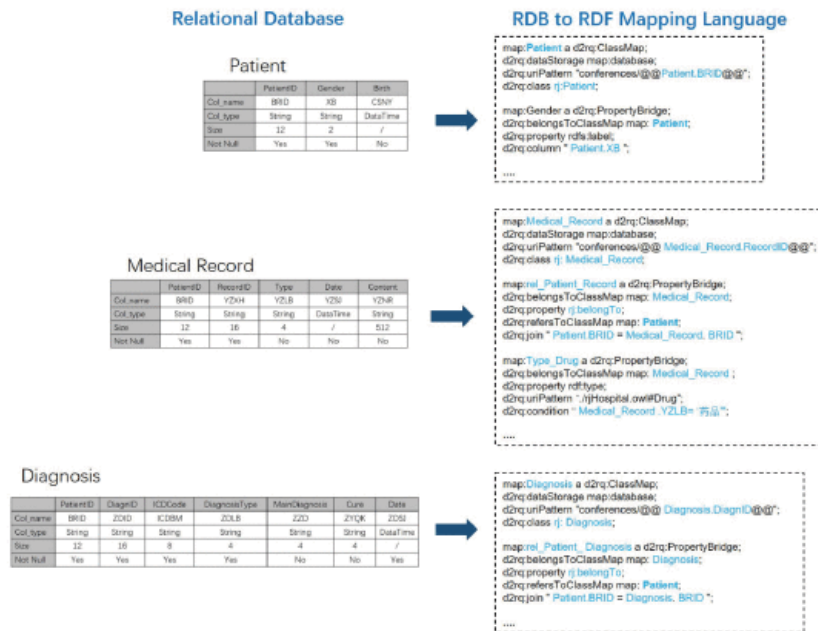 Relational Database
RDB to RDF Mapping Language
Patient
PatientID Gender Birth
Col_name BRID XB CSNY
Col_type String String DataTime
Size 12 2 /
Not Null Yes Yes No
map:Patient a d2rq:ClassMap;
d2rq:dataStorage map:database;
d2rq:uriPattern "conferences/@@Patient.BRID@@";
d2rq:class rj:Patient;
map:Gender a d2rq:PropertyBridge;
d2rq:belongsToClassMap map: Patient;
d2rq:property rdfs:label;
d2rq:column " Patient.XB ";
....
Medical Record
PatientID RecordID Type Date Content
Col_name BRID YZXH YZLB YZSJ YZNR
Col_type String String String DataTime String
Size 12 16 4 / 512
Not Null Yes Yes No No No
map:Medical_Record a d2rq:ClassMap;
d2rq:dataStorage map:database;
d2rq:uriPattern "conferences/@@ Medical_Record.RecordID@@";
d2rq:class rj: Medical_Record;
map:rel_Patient_Record a d2rq:PropertyBridge;
d2rq:belongsToClassMap map: Medical_Record;
d2rq:property rj:belongTo;
d2rq:refersToClassMap map: Patient;
d2rq:join " Patient.BRID = Medical_Record. BRID ";
map:Type_Drug a d2rq:PropertyBridge;
d2rq:belongsToClassMap map: Medical_Record ;
d2rq:property rdf:type;
d2rq:uriPattern "./rjHospital.owl#Drug";
d2rq:condition " Medical_Record .YZLB= '药品'";
....
Diagnosis
PatientID DiagnID ICDCode DiagnosisType MainDiagnosis Cure Date
Col_name BRID ZDID ICDBM ZDLB ZZD ZYQK ZDSJ
Col_type String String String String String String DataTime
Size 12 16 8 4 4 4 /
Not Null Yes Yes Yes Yes No No Yes
map:Diagnosis a d2rq:ClassMap;
d2rq:dataStorage map:database;
d2rq:uriPattern "conferences/@@ Diagnosis.DiagnID@@";
d2rq:class rj: Diagnosis;
map:rel_Patient_ Diagnosis a d2rq:PropertyBridge;
d2rq:belongsToClassMap map: Diagnosis;
d2rq:property rj:belongTo;
d2rq:refersToClassMap map: Patient;
d2rq:join " Patient.BRID = Diagnosis. BRID ";
....